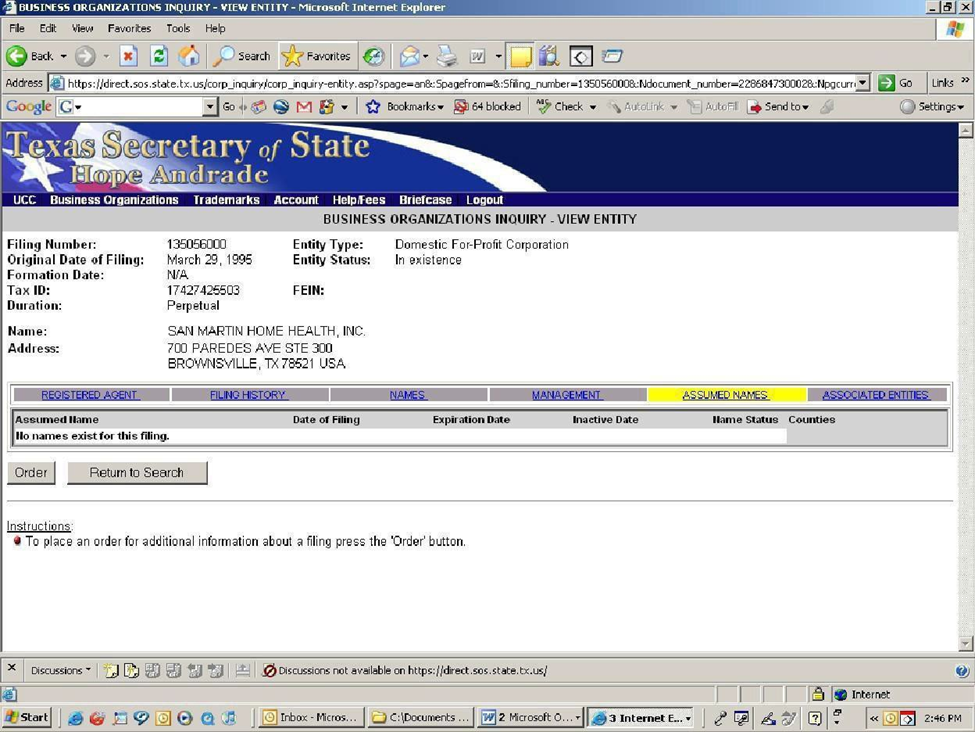 BUSINESS ORGANIZATIONS INQUIRY - VIEW ENTITY - Microsoft Internet Explorer
File Edit View Favorites Tools Help
Back Search Favorites
Address https://direct.sos.state.tx.us/corp_inquiry/corp_inquiry-entity.asp?spage=an&:Spagefrom=&:Sfiling_number=135056000&:Ndocument_number=228684730002&:Npgcurr Go Links »
Google G Go Bookmarks 64 blocked Check AutoLink AutoFill Send to Settings
Texas Secretary of State
Hope Andrade
UCC Business Organizations Trademarks Account Help/Fees Briefcase Logout
BUSINESS ORGANIZATIONS INQUIRY - VIEW ENTITY
Filing Number: 135056000 Entity Type: Domestic For-Profit Corporation
Original Date of Filing: March 29, 1995 Entity Status: In existence
Formation Date: N/A
Tax ID: 17427425503 FEIN:
Duration: Perpetual
Name: SAN MARTIN HOME HEALTH, INC.
Address: 700 PAREDES AVE STE 300
BROWNSVILLE, TX 78521 USA
REGISTERED AGENT FILING HISTORY NAMES MANAGEMENT ASSUMED NAMES ASSOCIATED ENTITIES
Assumed Name Date of Filing Expiration Date Inactive Date Name Status Counties
No names exist for this filing.
Order Return to Search
Instructions:
To place an order for additional information about a filing press the 'Order' button.
Discussions Discussions not available on https://direct.sos.state.tx.us/
Internet
Start Inbox - Micros... C:\Documents ... 2 Microsoft O... 3 Internet E... « 2:46 PM